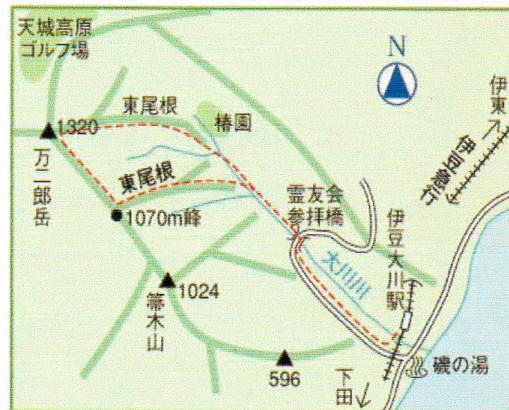 天城高原
ゴルフ場
N
伊東
伊豆急行
東尾根
椿園
1320
万二郎岳
東尾根
1070m峰
霊友会
参拝橋
伊豆大川駅
大川川
1024
箒木山
596
下田
磯の湯